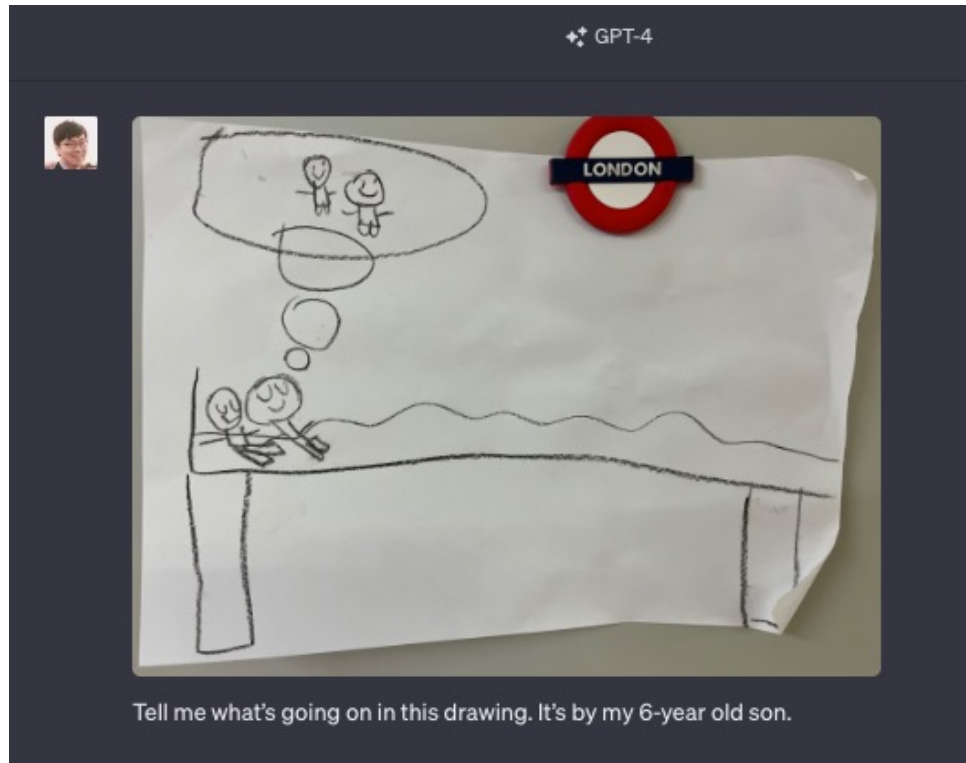 GPT-4
LONDON
Tell me what's going on in this drawing. It's by my 6-year old son.